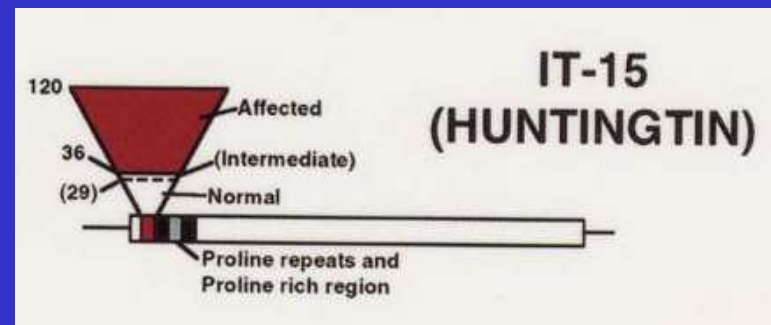 IT-15
(HUNTINGTIN)
120
Affected
36
(Intermediate)
(29)
Normal
Proline repeats and
Proline rich region